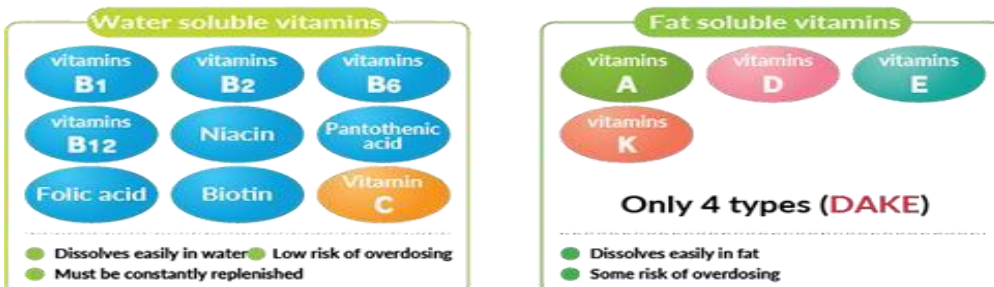 Water soluble vitamins
vitamins
B1
vitamins
B2
vitamins
B6
vitamins
B12
Niacin
Pantothenic
acid
Folic acid
Biotin
Vitamin
C
Dissolves easily in water
Low risk of overdosing
Must be constantly replenished
Fat soluble vitamins
vitamins
A
vitamins
D
vitamins
E
vitamins
K
Only 4 types (DAKE)
Dissolves easily in fat
Some risk of overdosing